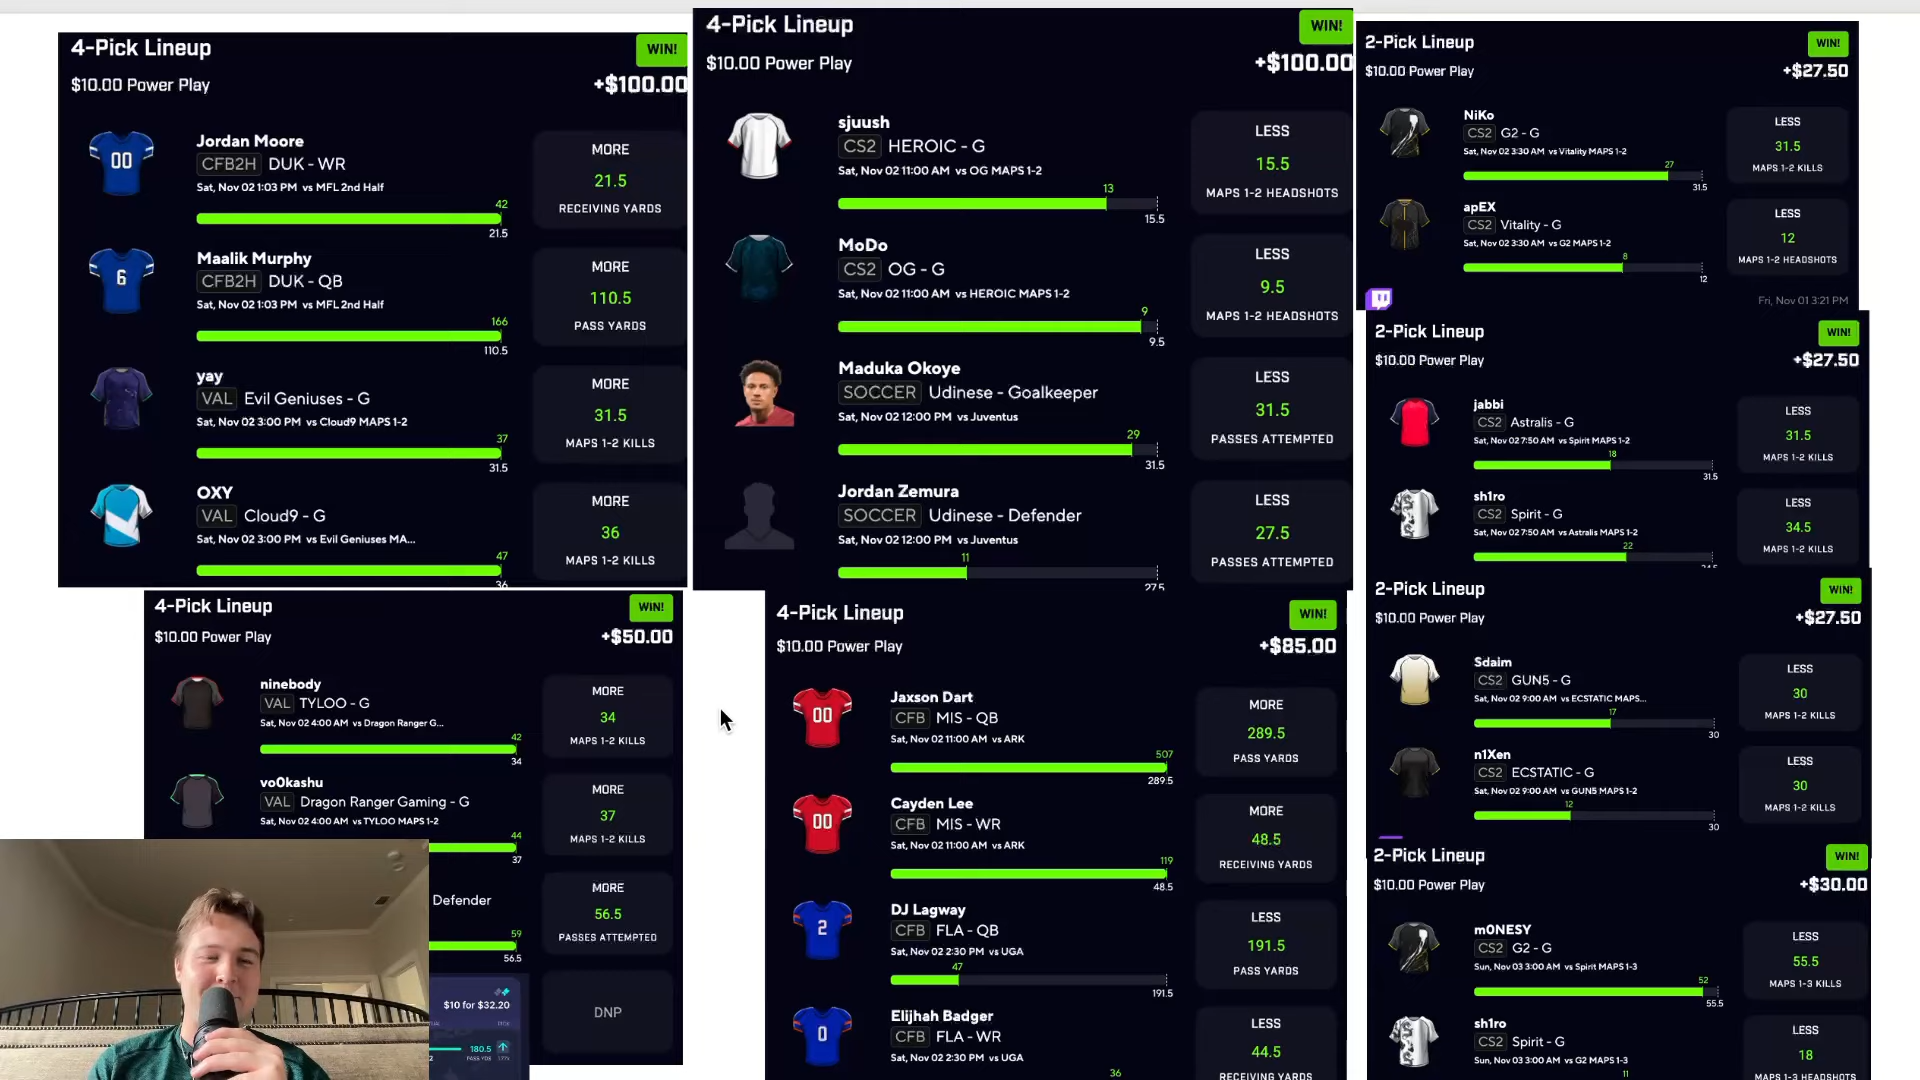 4-Pick Lineup
WIN!
$10.00 Power Play
+$100.00
Jordan Moore
CFB2H DUK - WR
Sat, Nov 02 1:03 PM vs MFL 2nd Half
42
21.5
MORE
21.5
RECEIVING YARDS
Maalik Murphy
CFB2H DUK - QB
Sat, Nov 02 1:03 PM vs MFL 2nd Half
166
110.5
MORE
110.5
PASS YARDS
yay
VAL Evil Geniuses - G
Sat, Nov 02 3:00 PM vs Cloud9 MAPS 1-2
37
31.5
MORE
31.5
MAPS 1-2 KILLS
OXY
VAL Cloud9 - G
Sat, Nov 02 3:00 PM vs Evil Geniuses MA...
47
36
MORE
36
MAPS 1-2 KILLS
00
6
4-Pick Lineup
WIN!
$10.00 Power Play
+$100.00
sjuush
CS2 HEROIC - G
Sat, Nov 02 11:00 AM vs OG MAPS 1-2
13
15.5
LESS
15.5
MAPS 1-2 HEADSHOTS
MoDo
CS2 OG - G
Sat, Nov 02 11:00 AM vs HEROIC MAPS 1-2
9
9.5
LESS
9.5
MAPS 1-2 HEADSHOTS
Maduka Okoye
SOCCER Udinese - Goalkeeper
Sat, Nov 02 12:00 PM vs Juventus
29
31.5
LESS
31.5
PASSES ATTEMPTED
Jordan Zemura
SOCCER Udinese - Defender
Sat, Nov 02 12:00 PM vs Juventus
11
27.5
LESS
27.5
PASSES ATTEMPTED
2-Pick Lineup
WIN!
$10.00 Power Play
+$27.50
NiKo
CS2 G2 - G
Sat, Nov 02 3:30 AM vs Vitality MAPS 1-2
27
31.5
LESS
31.5
MAPS 1-2 KILLS
apEX
CS2 Vitality - G
Sat, Nov 02 3:30 AM vs G2 MAPS 1-2
8
12
LESS
12
MAPS 1-2 HEADSHOTS
Fri, Nov 01 3:21 PM
2-Pick Lineup
WIN!
$10.00 Power Play
+$27.50
jabbi
CS2 Astralis - G
Sat, Nov 02 7:50 AM vs Spirit MAPS 1-2
18
31.5
LESS
31.5
MAPS 1-2 KILLS
sh1ro
CS2 Spirit - G
Sat, Nov 02 7:50 AM vs Astralis MAPS 1-2
22
LESS
34.5
MAPS 1-2 KILLS
2-Pick Lineup
WIN!
$10.00 Power Play
+$27.50
Sdaim
CS2 GUN5 - G
Sat, Nov 02 9:00 AM vs ECSTATIC MAPS...
17
30
LESS
30
MAPS 1-2 KILLS
n1Xen
CS2 ECSTATIC - G
Sat, Nov 02 9:00 AM vs GUN5 MAPS 1-2
12
30
LESS
30
MAPS 1-2 KILLS
2-Pick Lineup
WIN!
$10.00 Power Play
+$30.00
m0NESY
CS2 G2 - G
Sun, Nov 03 3:00 AM vs Spirit MAPS 1-3
52
55.5
LESS
55.5
MAPS 1-3 KILLS
sh1ro
CS2 Spirit - G
Sun, Nov 03 3:00 AM vs G2 MAPS 1-3
11
LESS
18
MAPS 1-3 HEADSHOTS
4-Pick Lineup
WIN!
$10.00 Power Play
+$50.00
ninebody
VAL TYLOO - G
Sat, Nov 02 4:00 AM vs Dragon Ranger G...
42
34
MORE
34
MAPS 1-2 KILLS
vo0kashu
VAL Dragon Ranger Gaming - G
Sat, Nov 02 4:00 AM vs TYLOO MAPS 1-2
44
37
MORE
37
MAPS 1-2 KILLS
Defender
59
56.5
MORE
56.5
PASSES ATTEMPTED
DNP
$10 for $32.20
180.5
4-Pick Lineup
WIN!
$10.00 Power Play
+$85.00
00
Jaxson Dart
CFB MIS - QB
Sat, Nov 02 11:00 AM vs ARK
507
289.5
MORE
289.5
PASS YARDS
00
Cayden Lee
CFB MIS - WR
Sat, Nov 02 11:00 AM vs ARK
119
48.5
MORE
48.5
RECEIVING YARDS
2
DJ Lagway
CFB FLA - QB
Sat, Nov 02 2:30 PM vs UGA
47
191.5
LESS
191.5
PASS YARDS
0
Elijhah Badger
CFB FLA - WR
Sat, Nov 02 2:30 PM vs UGA
36
LESS
44.5
RECEIVING YARDS